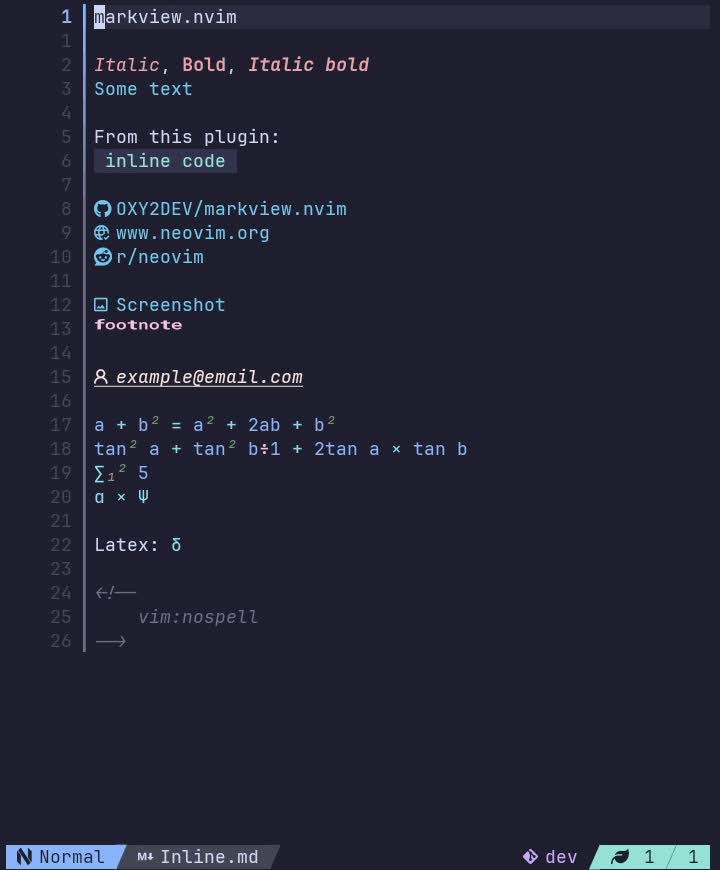 1 markview.nvim
1
2 Italic, Bold, Italic bold
3 Some text
4
5 From this plugin:
6 inline code
7
8 OXY2DEV/markview.nvim
9 www.neovim.org
10 r/neovim
11
12 Screenshot
13 footnote
14
15 example@email.com
16
17 a + b² = a² + 2ab + b²
18 tan² a + tan² b÷1 + 2tan a × tan b
19 ∑₁² 5
20 α × Ψ
21
22 Latex: δ
23
24 <!--
25 vim:nospell
26 -->
Normal Inline.md dev 1 1